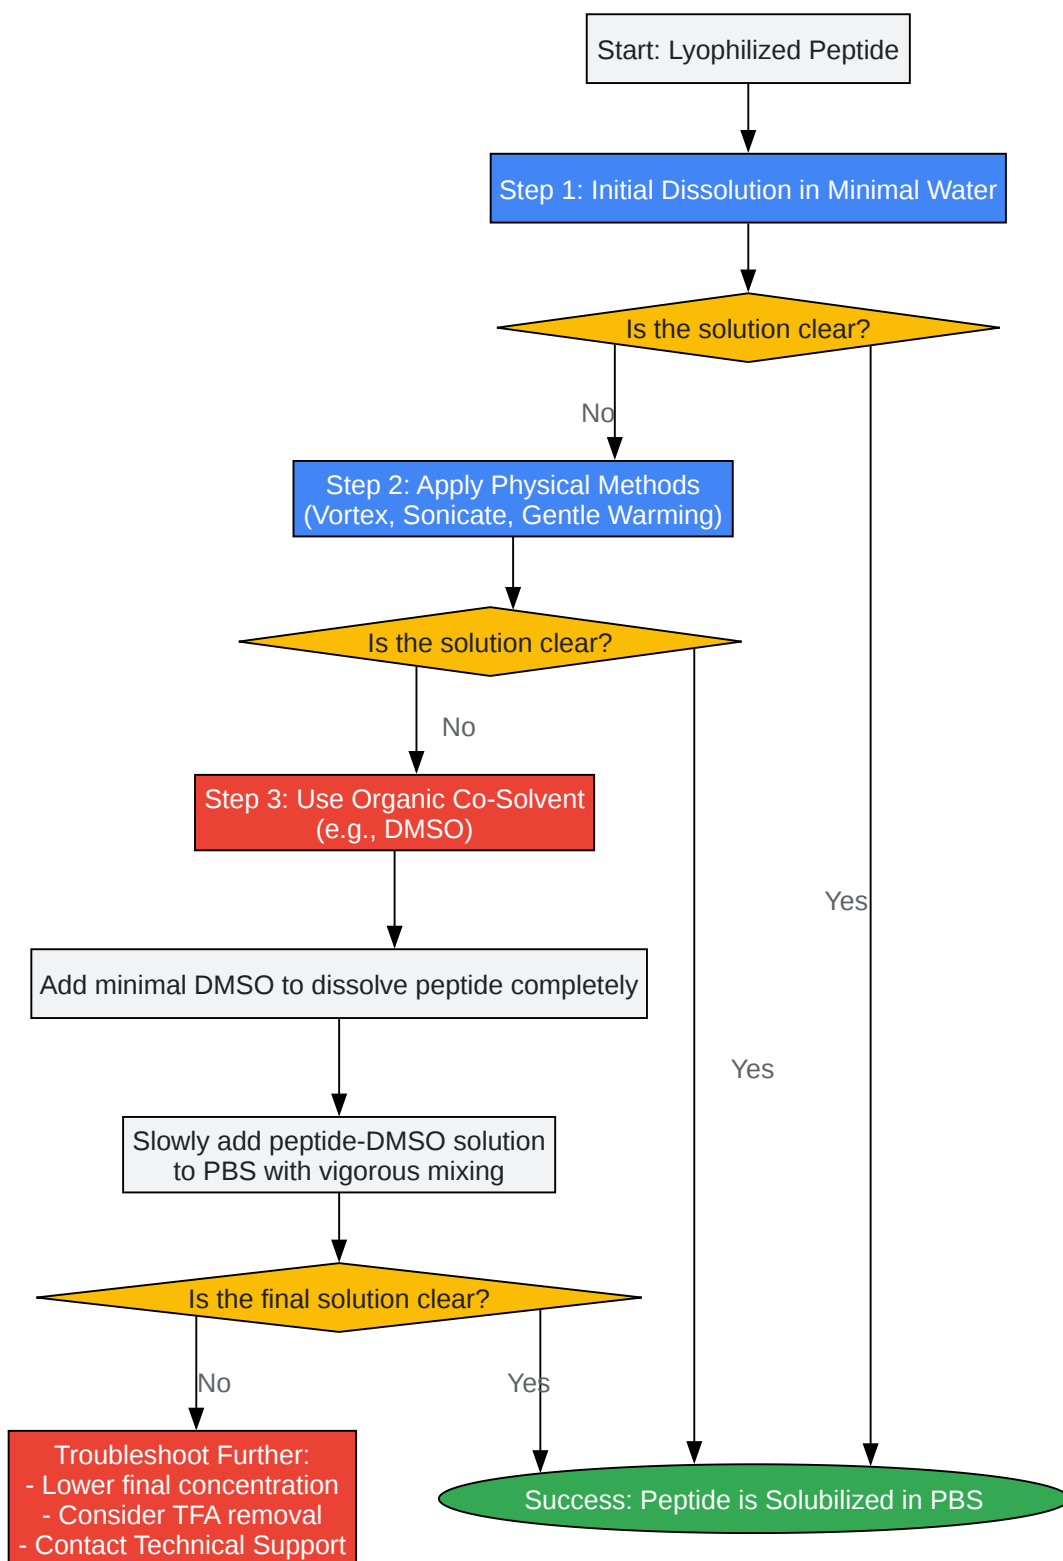 Start: Lyophilized Peptide
Step 1: Initial Dissolution in Minimal Water
Is the solution clear?
No
Step 2: Apply Physical Methods
(Vortex, Sonicate, Gentle Warming)
Is the solution clear?
No
Step 3: Use Organic Co-Solvent
(e.g., DMSO)
Yes
Add minimal DMSO to dissolve peptide completely
Yes
Slowly add peptide-DMSO solution
to PBS with vigorous mixing
Is the final solution clear?
No
Yes
Troubleshoot Further:
- Lower final concentration
- Consider TFA removal
- Contact Technical Support
Success: Peptide is Solubilized in PBS